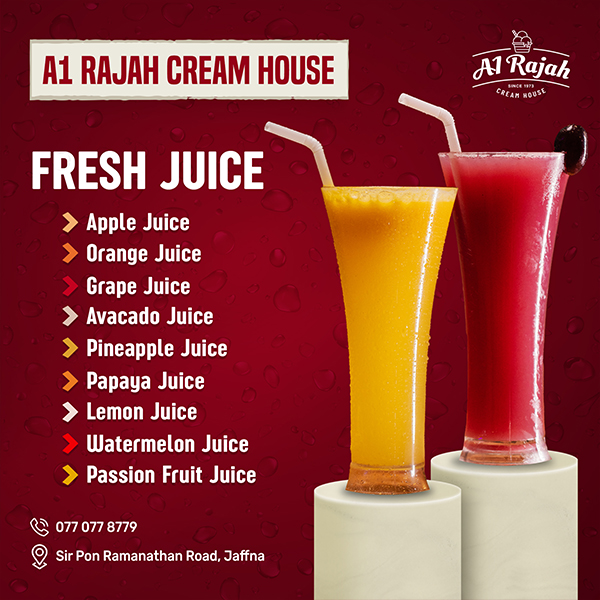 A1 RAJAH CREAM HOUSE
A1 Rajah
SINCE 1973
CREAM HOUSE
FRESH JUICE
Apple Juice
Orange Juice
Grape Juice
Avacado Juice
Pineapple Juice
Papaya Juice
Lemon Juice
Watermelon Juice
Passion Fruit Juice
077 077 8779
Sir Pon Ramanathan Road, Jaffna